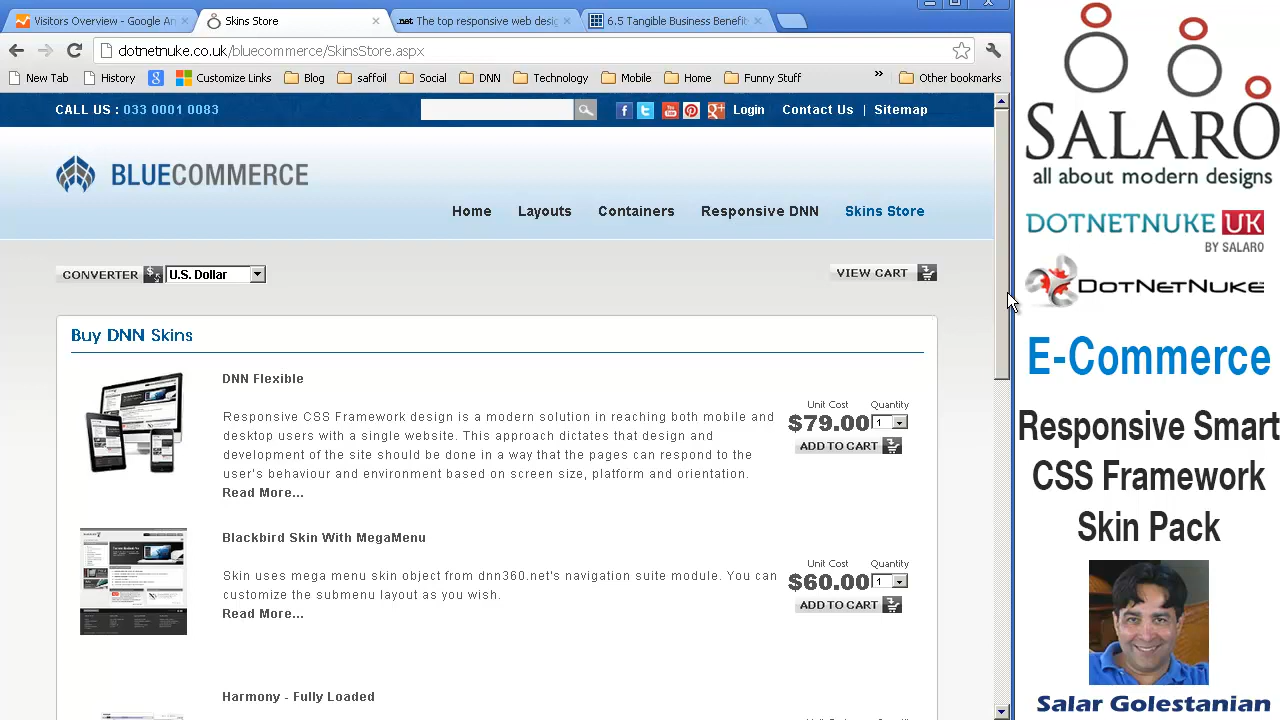 Visitors Overview - Google An
Skins Store
.net The top responsive web desig
6.5 Tangible Business Benefit
dotnetnuke.co.uk/bluecommerce/SkinsStore.aspx
New Tab History Customize Links Blog saffoil Social DNN Technology Mobile Home Funny Stuff » Other bookmarks
CALL US : 033 0001 0083
Login Contact Us | Sitemap
BLUECOMMERCE
Home Layouts Containers Responsive DNN Skins Store
CONVERTER U.S. Dollar
VIEW CART
Buy DNN Skins
DNN Flexible
Responsive CSS Framework design is a modern solution in reaching both mobile and
desktop users with a single website. This approach dictates that design and
development of the site should be done in a way that the pages can respond to the
user's behaviour and environment based on screen size, platform and orientation.
Read More...
Unit Cost Quantity
$79.00 1
ADD TO CART
Blackbird Skin With MegaMenu
Skin uses mega menu skin object from dnn360 net navigation suite module. You can
customize the submenu layout as you wish.
Read More...
Unit Cost Quantity
$60.00 1
ADD TO CART
Harmony - Fully Loaded
SALARO
all about modern designs
DOTNETNUKE UK
BY SALARO
DOTNETNUKE
E-Commerce
Responsive Smart
CSS Framework
Skin Pack
Salar Golestanian